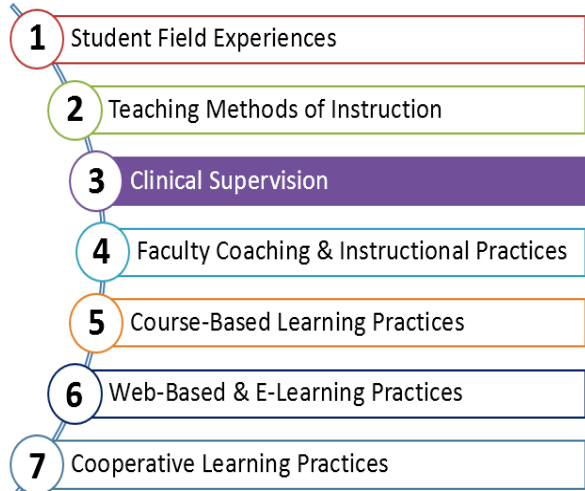 1 Student Field Experiences
2 Teaching Methods of Instruction
3 Clinical Supervision
4 Faculty Coaching & Instructional Practices
5 Course-Based Learning Practices
6 Web-Based & E-Learning Practices
7 Cooperative Learning Practices